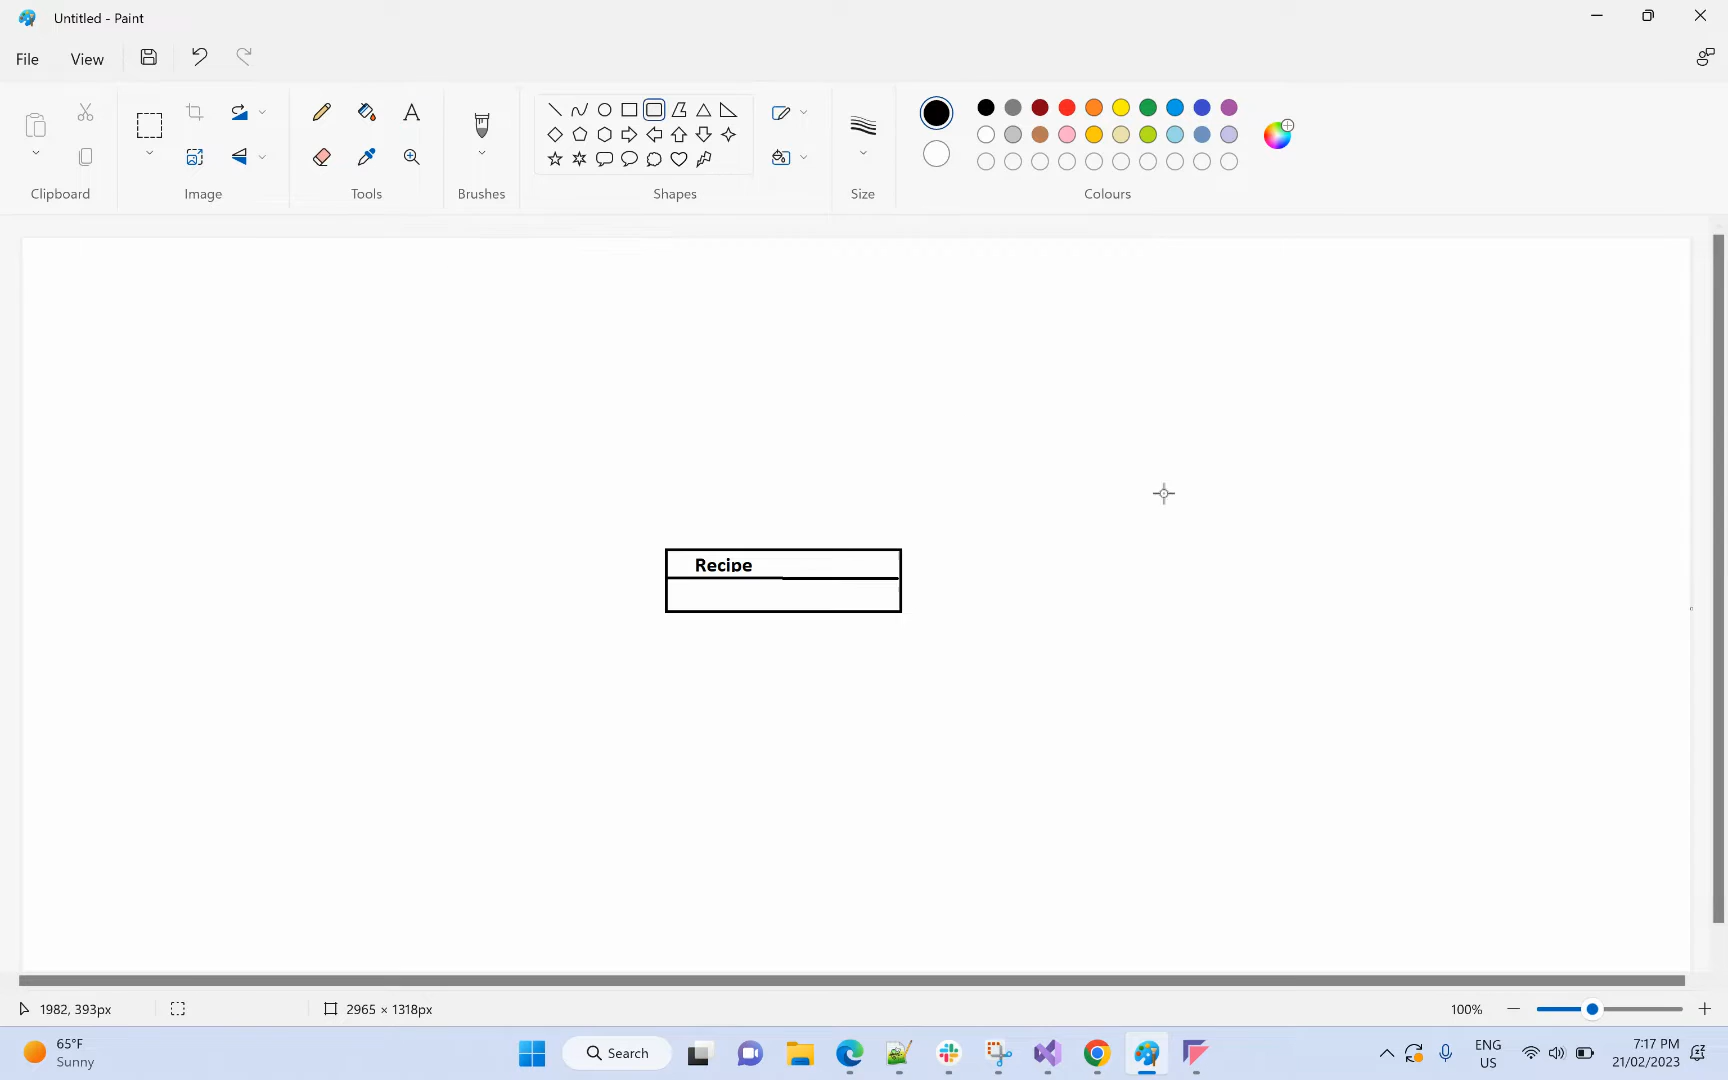 Untitled - Paint
File View
Clipboard
Image
Tools
Brushes
Shapes
Size
Colours
Recipe
1982, 393px
2965 × 1318px
100%
65°F
Sunny
Search
ENG
US
7:17 PM
21/02/2023